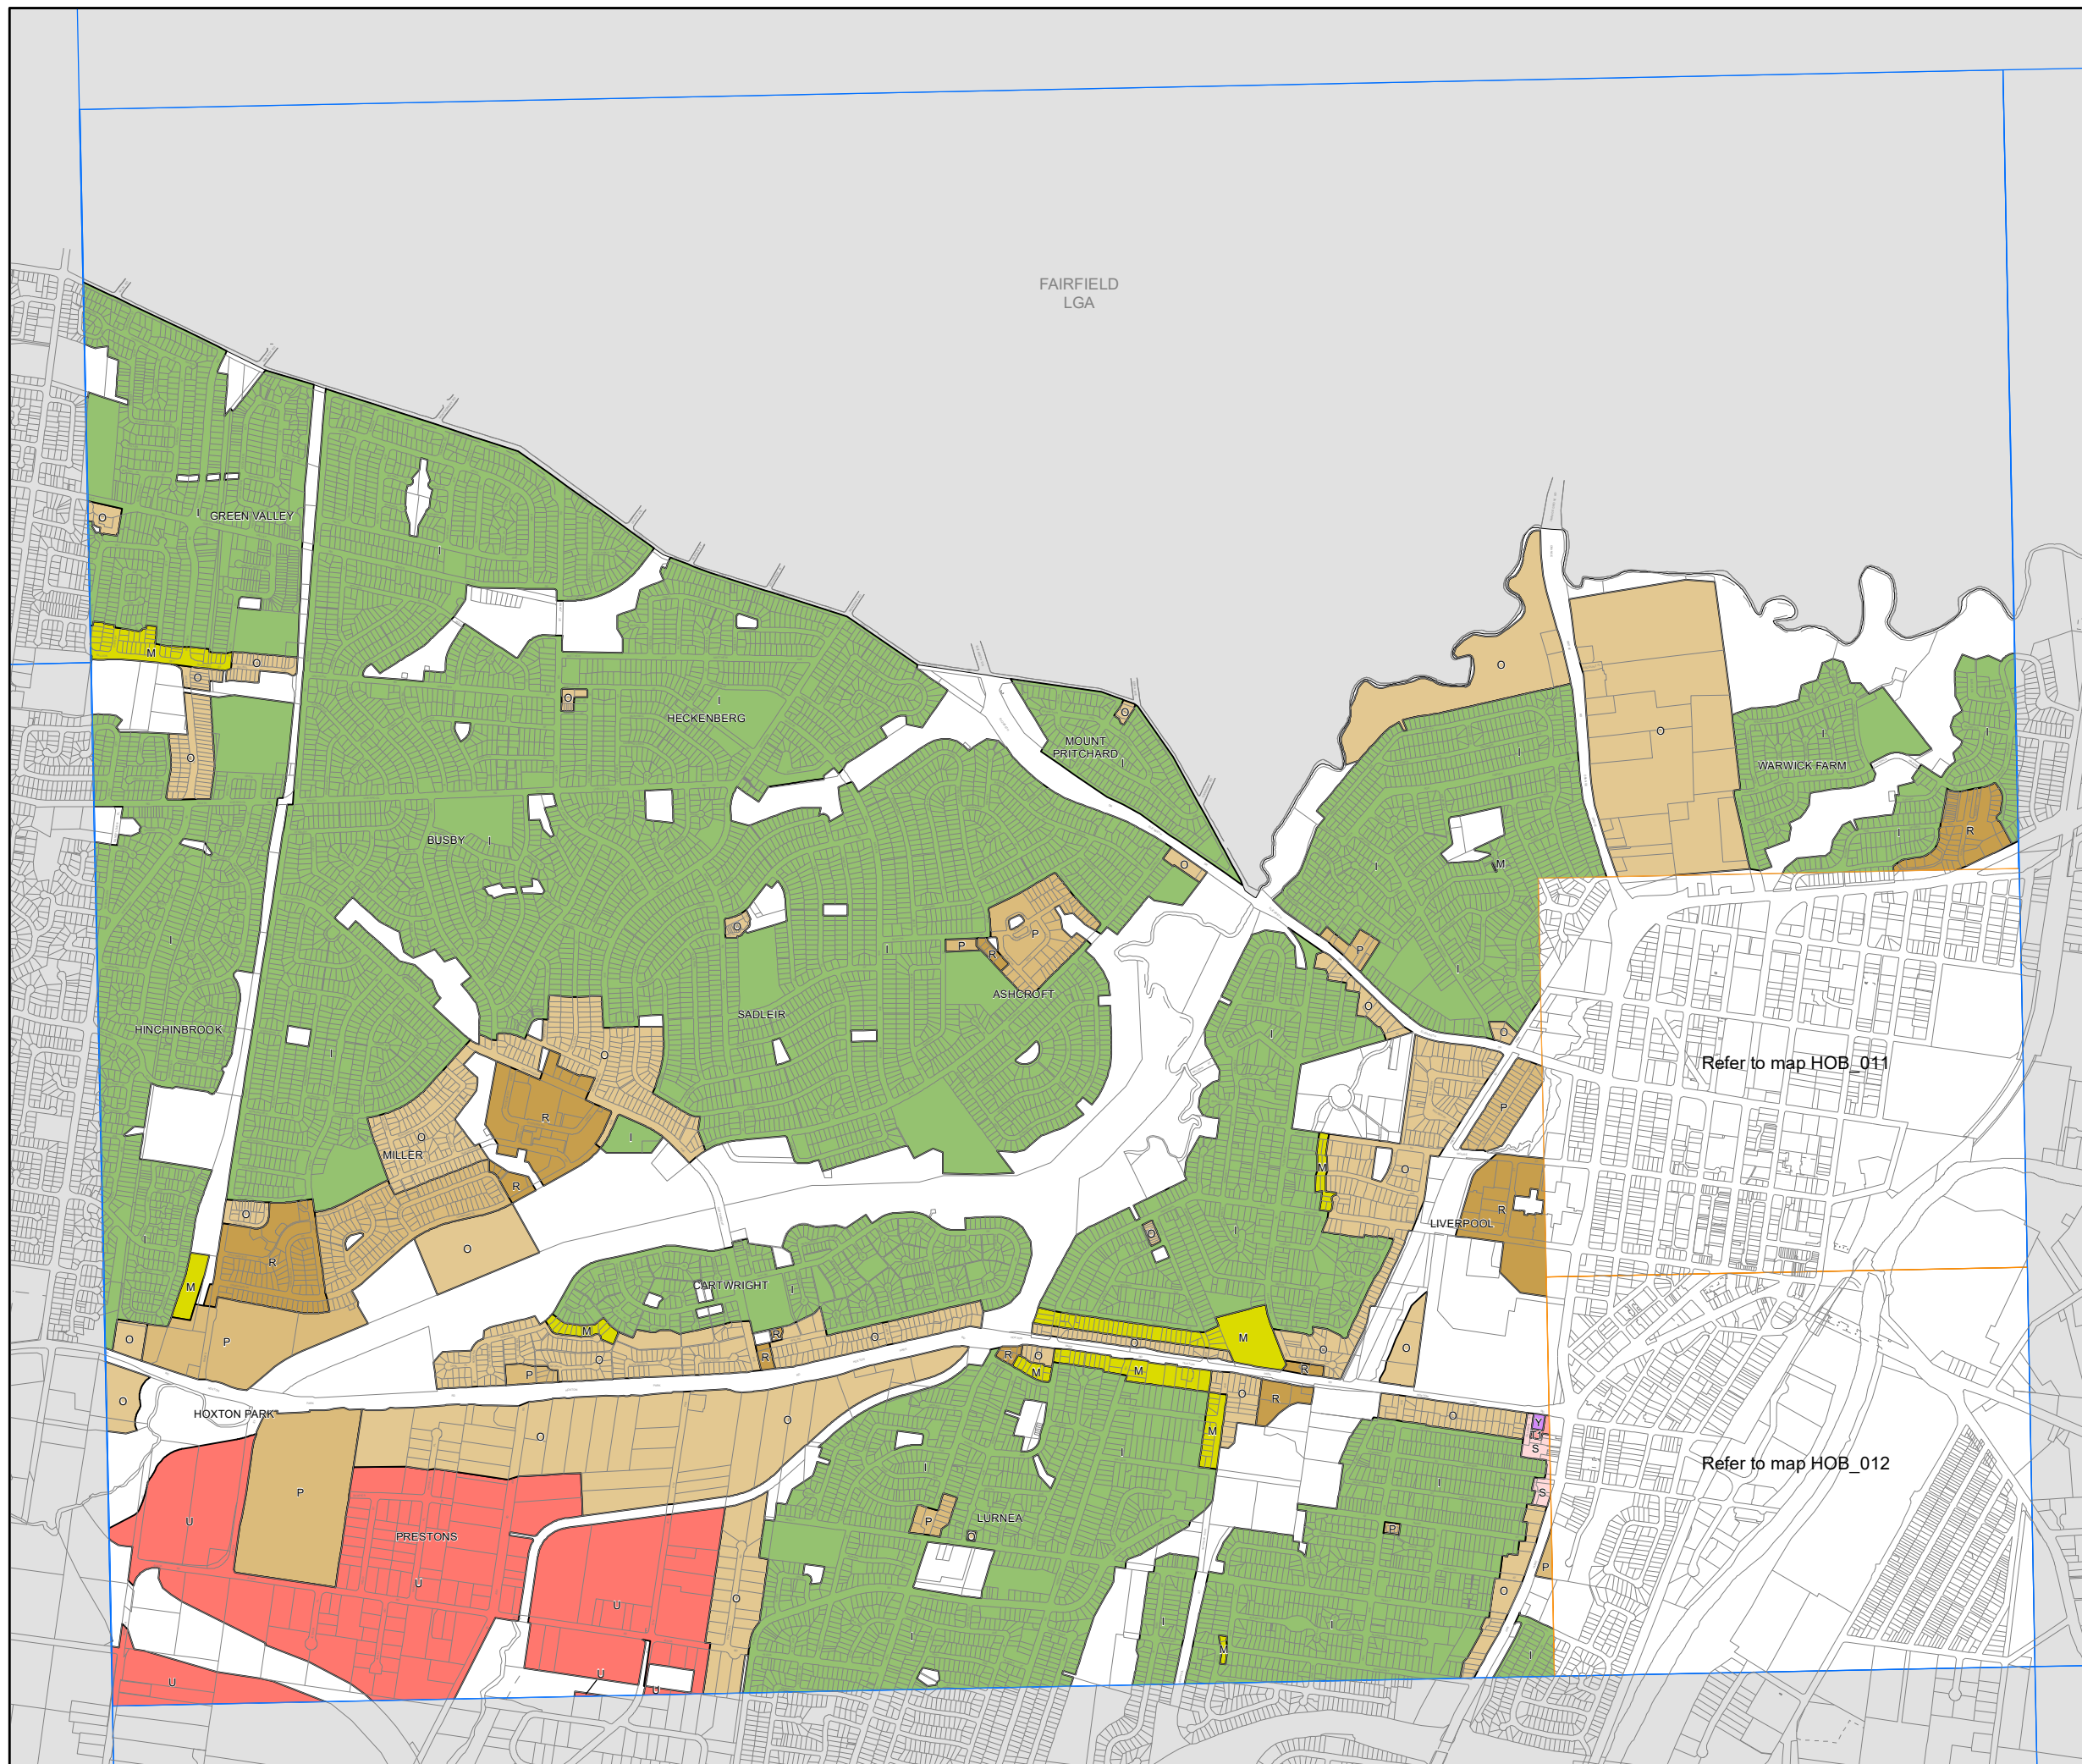 FAIRFIELD
LGA
I
GREEN VALLEY
O
I
M
O
O
O
O
I
HECKENBERG
O
MOUNT
PRITCHARD
I
O
I
O
I
WARWICK FARM
I
I
R
BUSBY
I
I
M
O
O
P
R
P
I
ASHCROFT
SADLEIR
I
HINCHINBROOK
I
O
R
I
O
MILLER
R
P
O
I
I
O
P
Refer to map HOB_011
M
O
R
LIVERPOOL
O
I
O
R
O
I
M
P
O
CARTWRIGHT
I
M
O
P
R
R
O
O
M
O
R
O
R
O
M
M
O
R
O
HOXTON PARK
O
O
O
M
I
I
I
Y
S
S
Refer to map HOB_012
U
P
PRESTONS
U
U
O
P
LURNEA
O
P
O
P
I
I
I
M
I
U
U
U